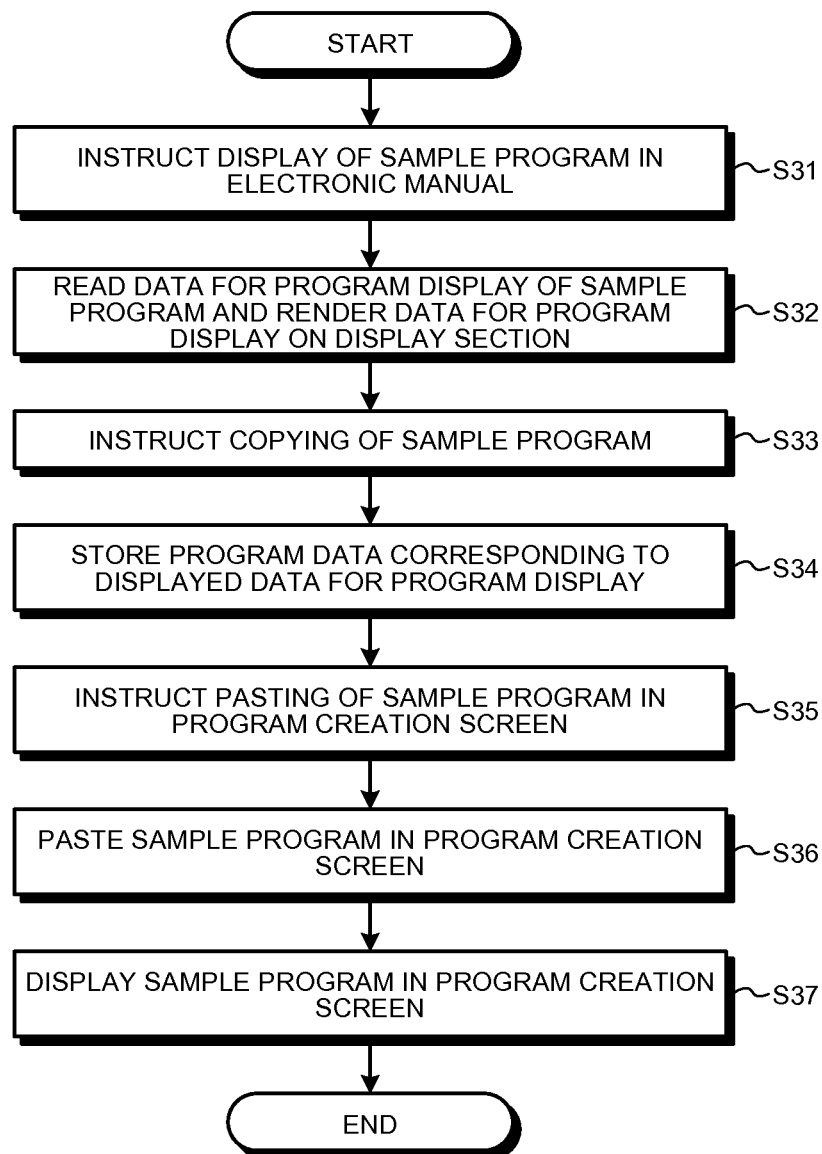 START
INSTRUCT DISPLAY OF SAMPLE PROGRAM IN
ELECTRONIC MANUAL
S31
READ DATA FOR PROGRAM DISPLAY OF SAMPLE
PROGRAM AND RENDER DATA FOR PROGRAM
DISPLAY ON DISPLAY SECTION
S32
INSTRUCT COPYING OF SAMPLE PROGRAM
S33
STORE PROGRAM DATA CORRESPONDING TO
DISPLAYED DATA FOR PROGRAM DISPLAY
S34
INSTRUCT PASTING OF SAMPLE PROGRAM IN
PROGRAM CREATION SCREEN
S35
PASTE SAMPLE PROGRAM IN PROGRAM CREATION
SCREEN
S36
DISPLAY SAMPLE PROGRAM IN PROGRAM CREATION
SCREEN
S37
END